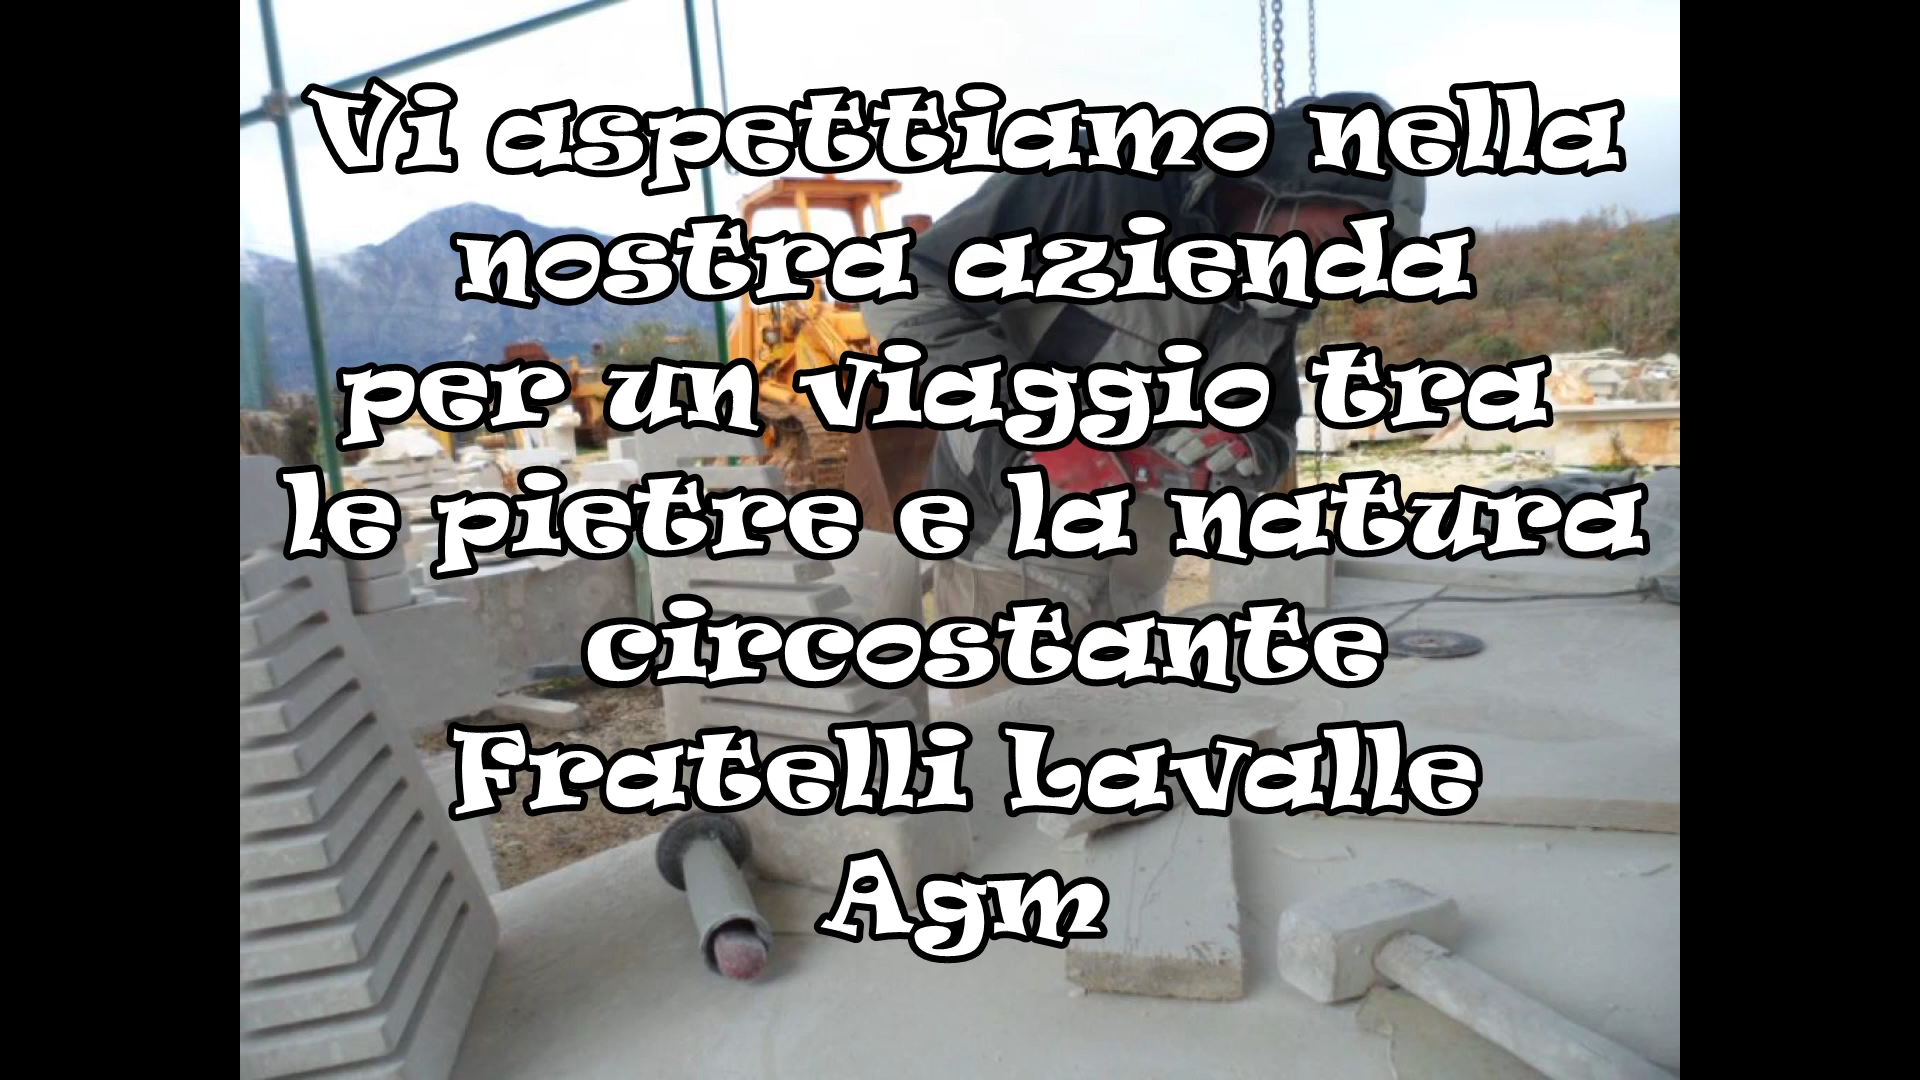 Vi aspettiamo nella
nostra azienda
per un viaggio tra
le pietre e la natura
circostante
Fratelli Lavalle
Agm